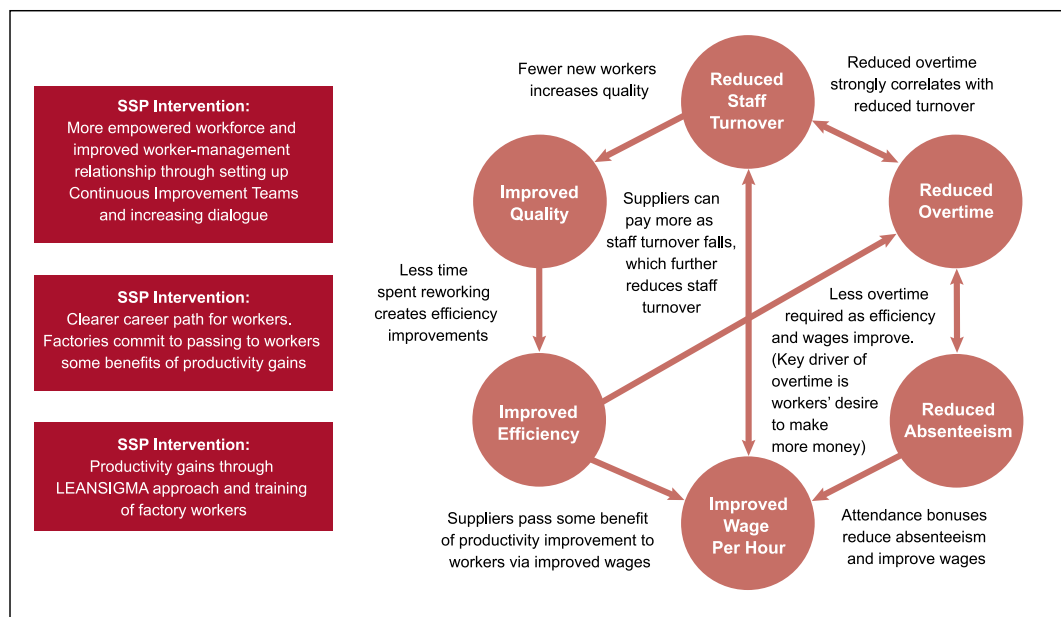 SSP Intervention:
More empowered workforce and
improved worker-management
relationship through setting up
Continuous Improvement Teams
and increasing dialogue
SSP Intervention:
Clearer career path for workers.
Factories commit to passing to workers
some benefits of productivity gains
SSP Intervention:
Productivity gains through
LEANSIGMA approach and training
of factory workers
Fewer new workers
increases quality
Reduced
Staff
Turnover
Reduced overtime
strongly correlates with
reduced turnover
Improved
Quality
Suppliers can
pay more as
staff turnover falls,
which further
reduces staff
turnover
Reduced
Overtime
Less time
spent reworking
creates efficiency
improvements
Less overtime
required as efficiency
and wages improve.
(Key driver of
overtime is
workers’ desire
to make
more money)
Improved
Efficiency
Reduced
Absenteeism
Suppliers pass some benefit
of productivity improvement to
workers via improved wages
Improved
Wage
Per Hour
Attendance bonuses
reduce absenteeism
and improve wages